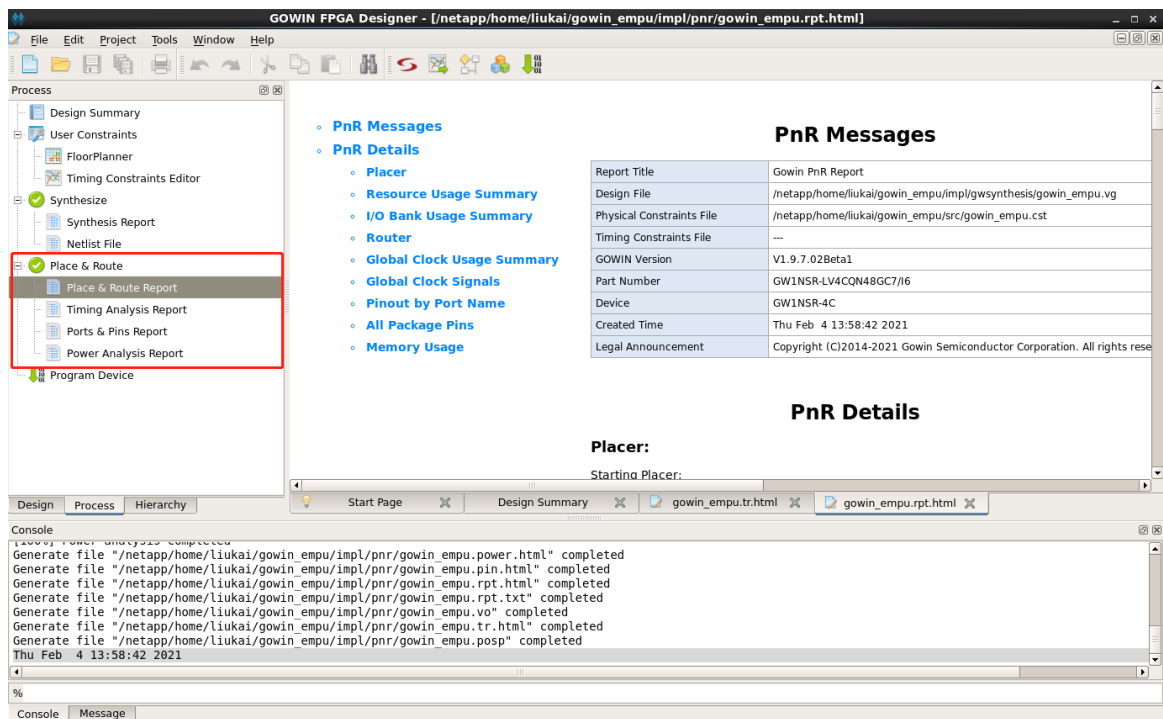 GOWIN FPGA Designer - [/netapp/home/liukai/gowin_empu/impl/pnr/gowin_empu.rpt.html]
File Edit Project Tools Window Help
Process
Design Summary
User Constraints
FloorPlanner
Timing Constraints Editor
Synthesize
Synthesis Report
Netlist File
Place & Route
Place & Route Report
Timing Analysis Report
Ports & Pins Report
Power Analysis Report
Program Device
Design Process Hierarchy
PnR Messages
PnR Details
Placer
Resource Usage Summary
I/O Bank Usage Summary
Router
Global Clock Usage Summary
Global Clock Signals
Pinout by Port Name
All Package Pins
Memory Usage
PnR Messages
Report Title Gowin PnR Report
Design File /netapp/home/liukai/gowin_empu/impl/gwsynthesis/gowin_empu.vg
Physical Constraints File /netapp/home/liukai/gowin_empu/src/gowin_empu.cst
Timing Constraints File ---
GOWIN Version V1.9.7.02Beta1
Part Number GW1NSR-LV4CQN48GC7/I6
Device GW1NSR-4C
Created Time Thu Feb 4 13:58:42 2021
Legal Announcement Copyright (C)2014-2021 Gowin Semiconductor Corporation. All rights rese
PnR Details
Placer:
Starting Placer:
Start Page Design Summary gowin_empu.tr.html gowin_empu.rpt.html
Console
[100%] Power analysis completed
Generate file "/netapp/home/liukai/gowin_empu/impl/pnr/gowin_empu.power.html" completed
Generate file "/netapp/home/liukai/gowin_empu/impl/pnr/gowin_empu.pin.html" completed
Generate file "/netapp/home/liukai/gowin_empu/impl/pnr/gowin_empu.rpt.html" completed
Generate file "/netapp/home/liukai/gowin_empu/impl/pnr/gowin_empu.rpt.txt" completed
Generate file "/netapp/home/liukai/gowin_empu/impl/pnr/gowin_empu.vo" completed
Generate file "/netapp/home/liukai/gowin_empu/impl/pnr/gowin_empu.tr.html" completed
Generate file "/netapp/home/liukai/gowin_empu/impl/pnr/gowin_empu.posp" completed
Thu Feb 4 13:58:42 2021
%
Console Message